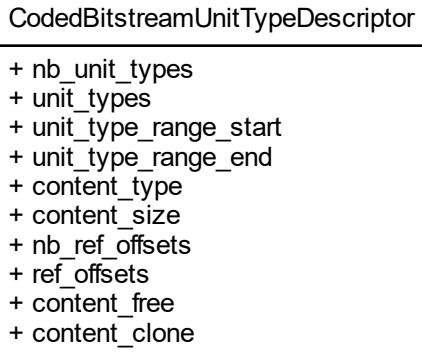 CodedBitstreamUnitTypeDescriptor
+ nb_unit_types
+ unit_types
+ unit_type_range_start
+ unit_type_range_end
+ content_type
+ content_size
+ nb_ref_offsets
+ ref_offsets
+ content_free
+ content_clone